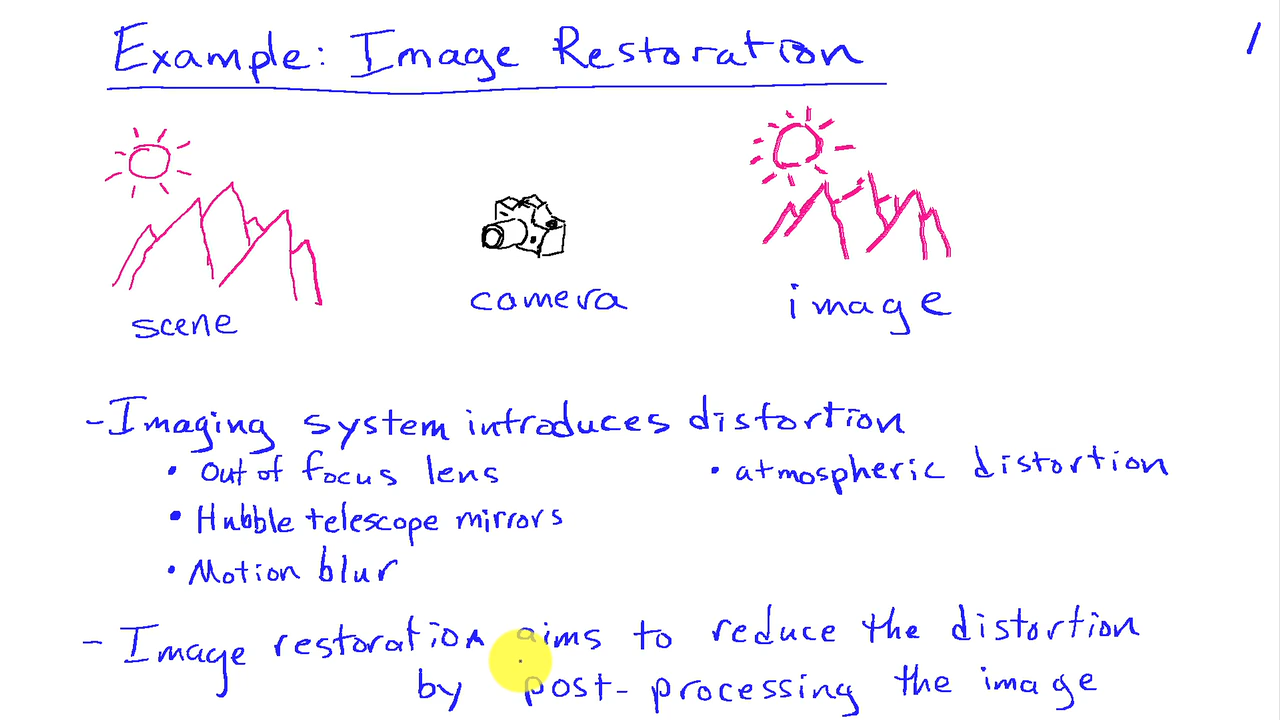 Example: Image Restoration
1
scene
camera
image
- Imaging system introduces distortion
• Out of focus lens
• atmospheric distortion
• Hubble telescope mirrors
• Motion blur
- Image restoration aims to reduce the distortion
by post-processing the image